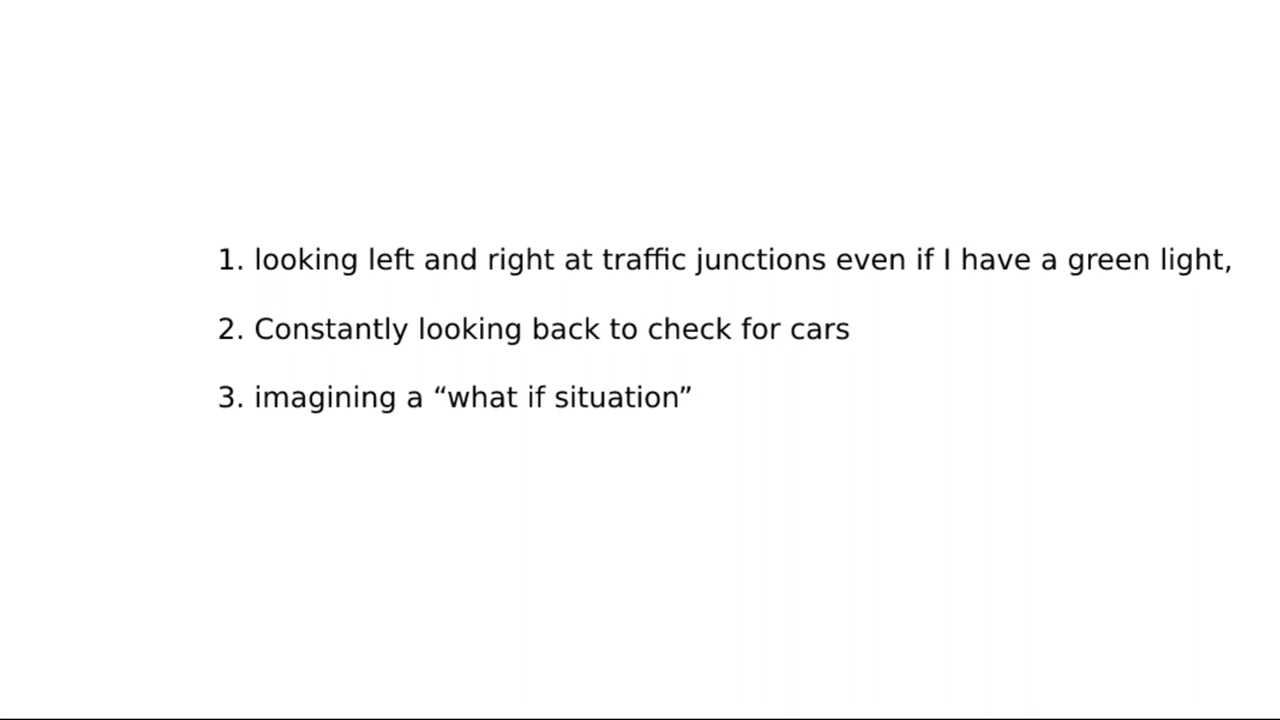 1. looking left and right at traffic junctions even if I have a green light,
2. Constantly looking back to check for cars
3. imagining a “what if situation”